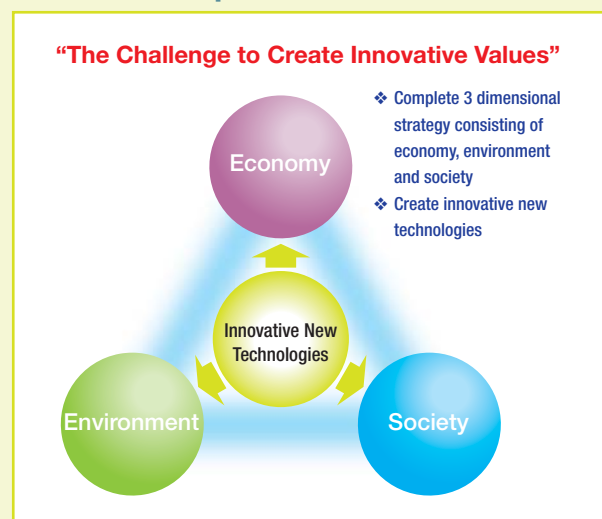 “The Challenge to Create Innovative Values”
❖ Complete 3 dimensional
strategy consisting of
economy, environment
and society
❖ Create innovative new
technologies
Economy
Innovative New
Technologies
Environment
Society